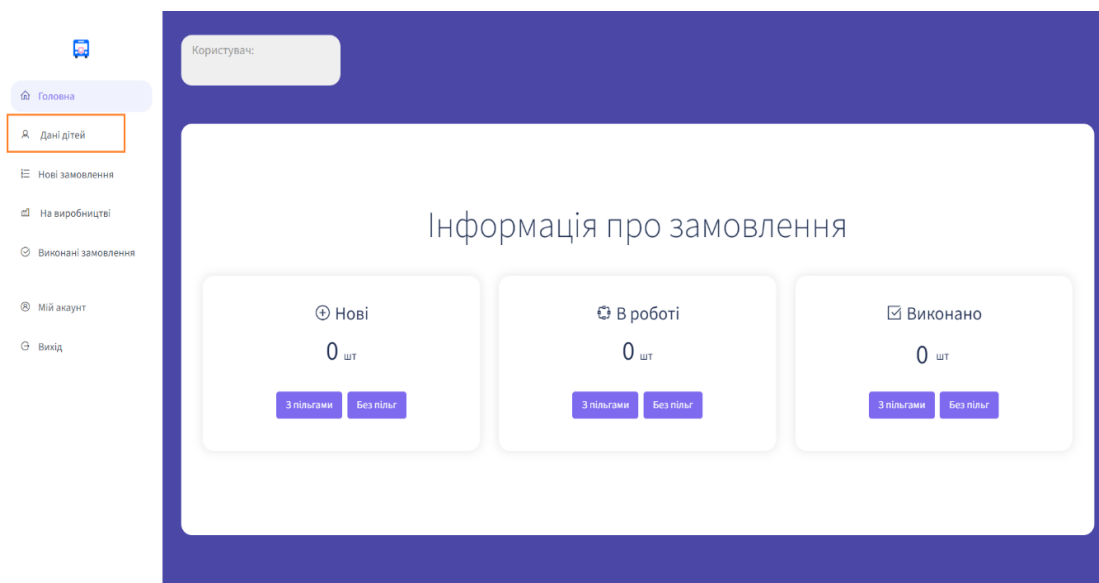 Головна
Дані дітей
Нові замовлення
На виробництві
Виконані замовлення
Мій акаунт
Вихід
Користувач:
Інформація про замовлення
Нові
0 шт
З пільгами Без пільг
В роботі
0 шт
З пільгами Без пільг
Виконано
0 шт
З пільгами Без пільг